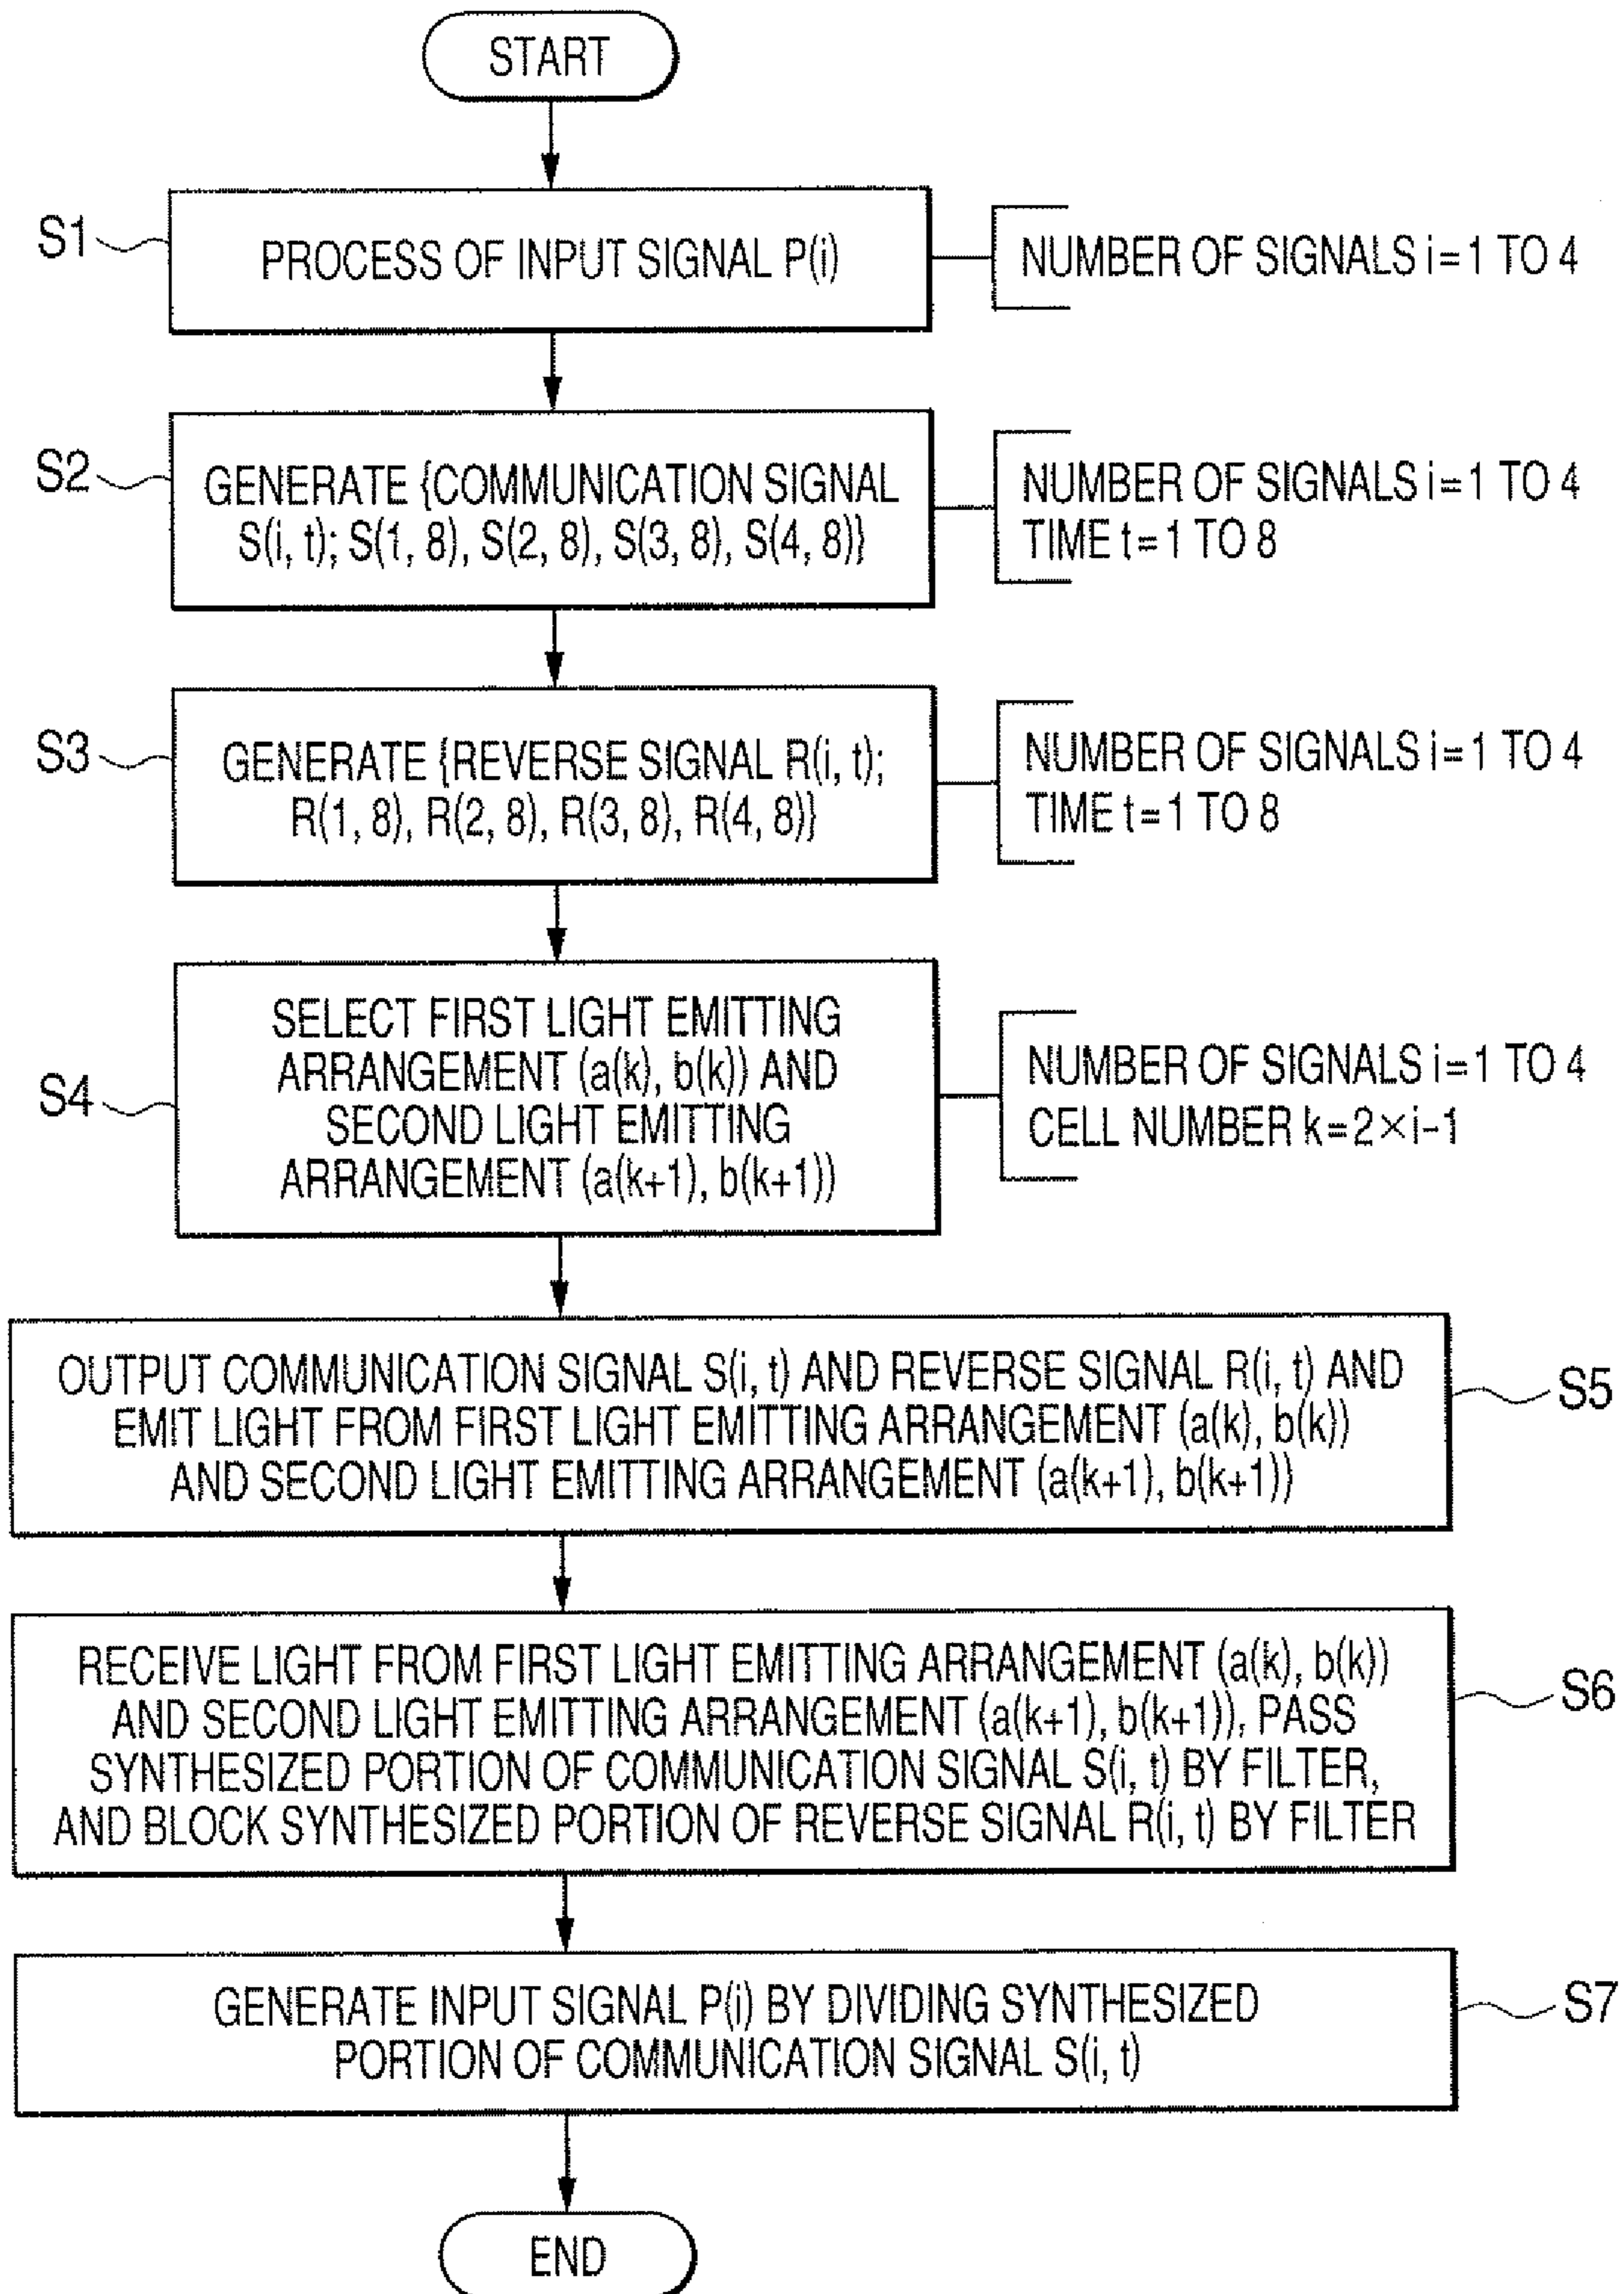 START
S1
PROCESS OF INPUT SIGNAL P(i)
NUMBER OF SIGNALS i=1 TO 4
S2
GENERATE {COMMUNICATION SIGNAL
S(i, t); S(1, 8), S(2, 8), S(3, 8), S(4, 8)}
NUMBER OF SIGNALS i=1 TO 4
TIME t=1 TO 8
S3
GENERATE {REVERSE SIGNAL R(i, t);
R(1, 8), R(2, 8), R(3, 8), R(4, 8)}
NUMBER OF SIGNALS i=1 TO 4
TIME t=1 TO 8
S4
SELECT FIRST LIGHT EMITTING
ARRANGEMENT (a(k), b(k)) AND
SECOND LIGHT EMITTING
ARRANGEMENT (a(k+1), b(k+1))
NUMBER OF SIGNALS i=1 TO 4
CELL NUMBER k=2×i-1
OUTPUT COMMUNICATION SIGNAL S(i, t) AND REVERSE SIGNAL R(i, t) AND
EMIT LIGHT FROM FIRST LIGHT EMITTING ARRANGEMENT (a(k), b(k))
AND SECOND LIGHT EMITTING ARRANGEMENT (a(k+1), b(k+1))
S5
RECEIVE LIGHT FROM FIRST LIGHT EMITTING ARRANGEMENT (a(k), b(k))
AND SECOND LIGHT EMITTING ARRANGEMENT (a(k+1), b(k+1)), PASS
SYNTHESIZED PORTION OF COMMUNICATION SIGNAL S(i, t) BY FILTER,
AND BLOCK SYNTHESIZED PORTION OF REVERSE SIGNAL R(i, t) BY FILTER
S6
GENERATE INPUT SIGNAL P(i) BY DIVIDING SYNTHESIZED
PORTION OF COMMUNICATION SIGNAL S(i, t)
S7
END